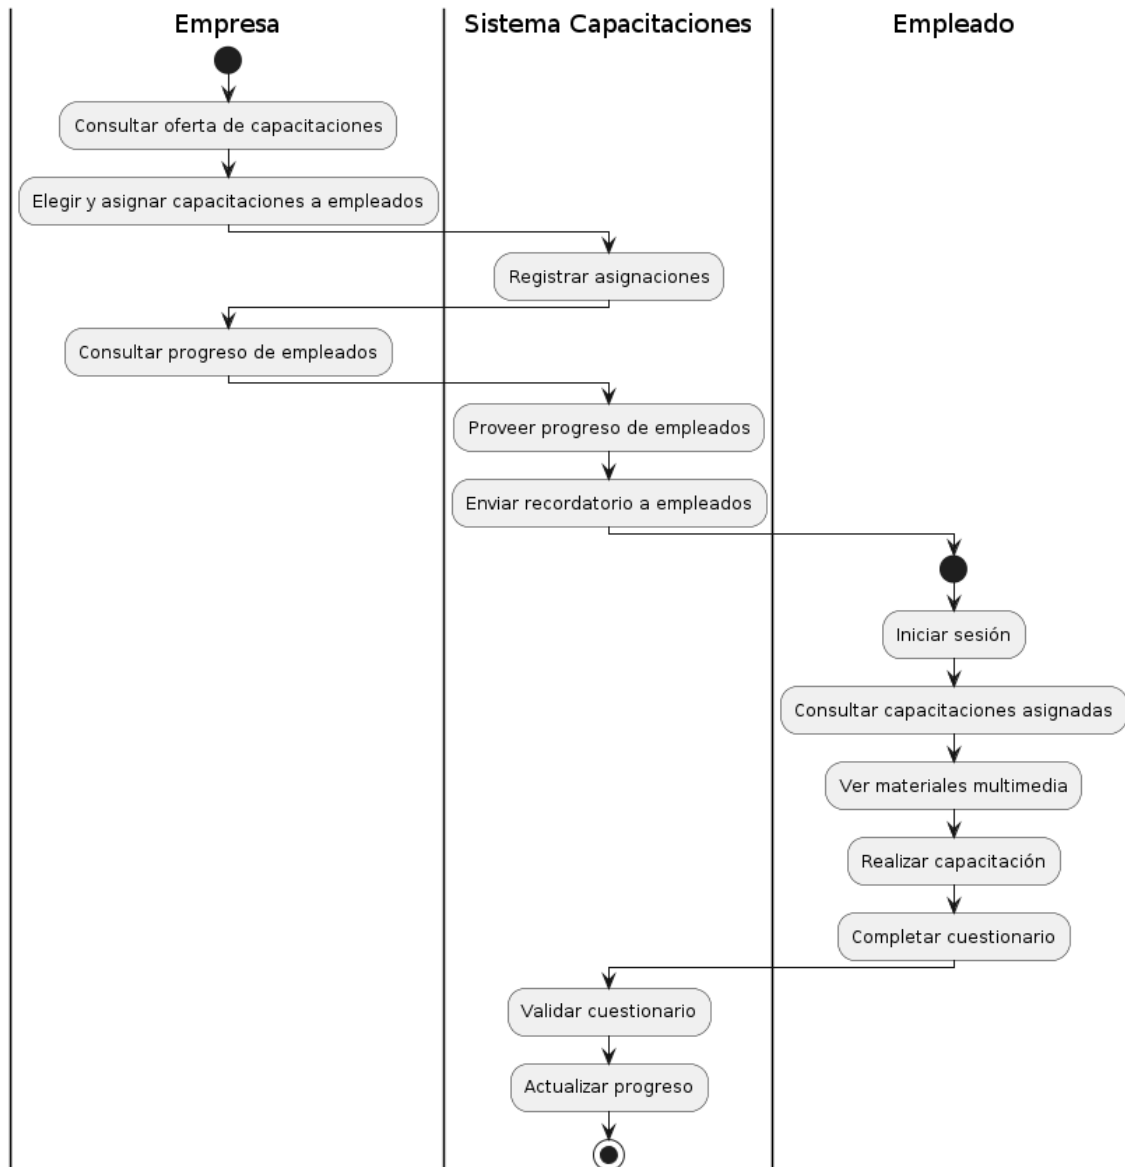 Empresa
Sistema Capacitaciones
Empleado
Consultar oferta de capacitaciones
Elegir y asignar capacitaciones a empleados
Registrar asignaciones
Consultar progreso de empleados
Proveer progreso de empleados
Enviar recordatorio a empleados
Iniciar sesión
Consultar capacitaciones asignadas
Ver materiales multimedia
Realizar capacitación
Completar cuestionario
Validar cuestionario
Actualizar progreso